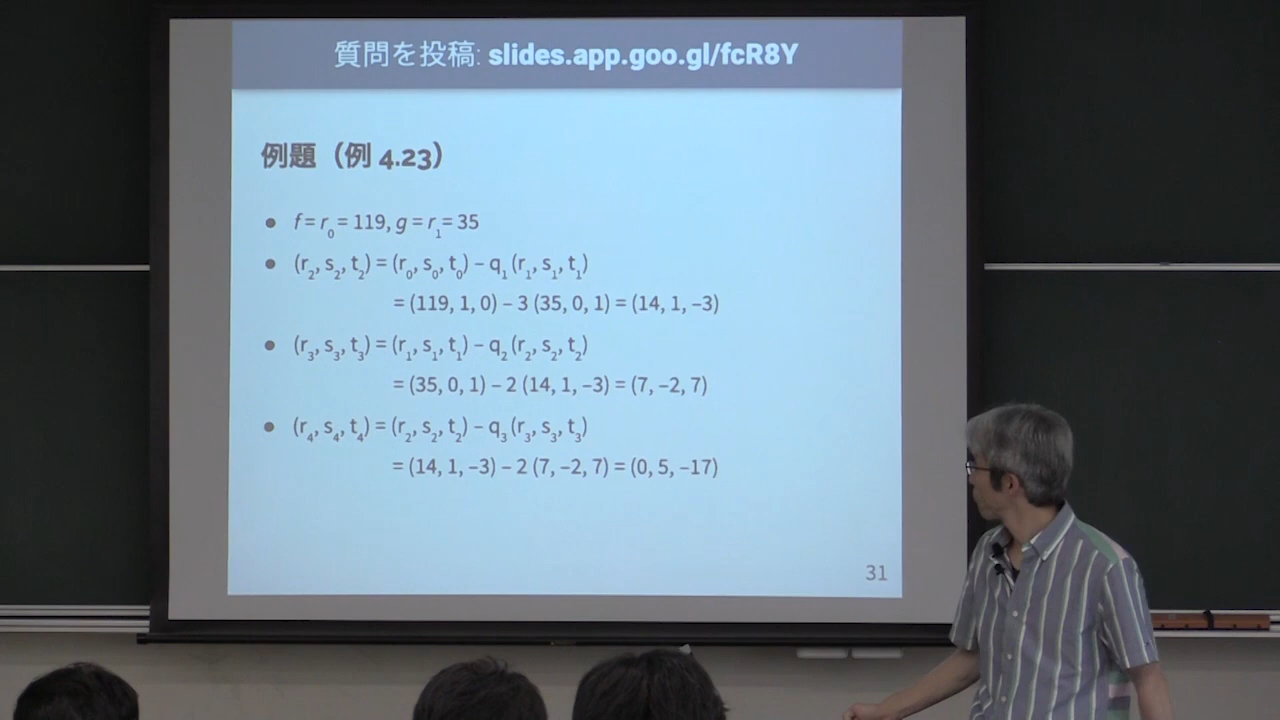 質問を投稿: slides.app.goo.gl/fcR8Y
例題（例 4.23）
● f = r₀ = 119, g = r₁ = 35
● (r₂, s₂, t₂) = (r₀, s₀, t₀) – q₁ (r₁, s₁, t₁)
= (119, 1, 0) – 3 (35, 0, 1) = (14, 1, –3)
● (r₃, s₃, t₃) = (r₁, s₁, t₁) – q₂ (r₂, s₂, t₂)
= (35, 0, 1) – 2 (14, 1, –3) = (7, –2, 7)
● (r₄, s₄, t₄) = (r₂, s₂, t₂) – q₃ (r₃, s₃, t₃)
= (14, 1, –3) – 2 (7, –2, 7) = (0, 5, –17)
31